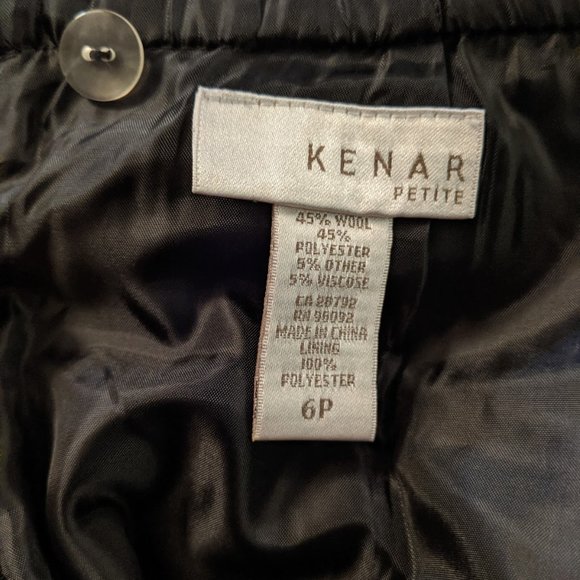 KENAR
PETITE
45% WOOL
45%
POLYESTER
5% OTHER
5% VISCOSE
CA 28792
RN 96092
MADE IN CHINA
LINING
100%
POLYESTER
6P